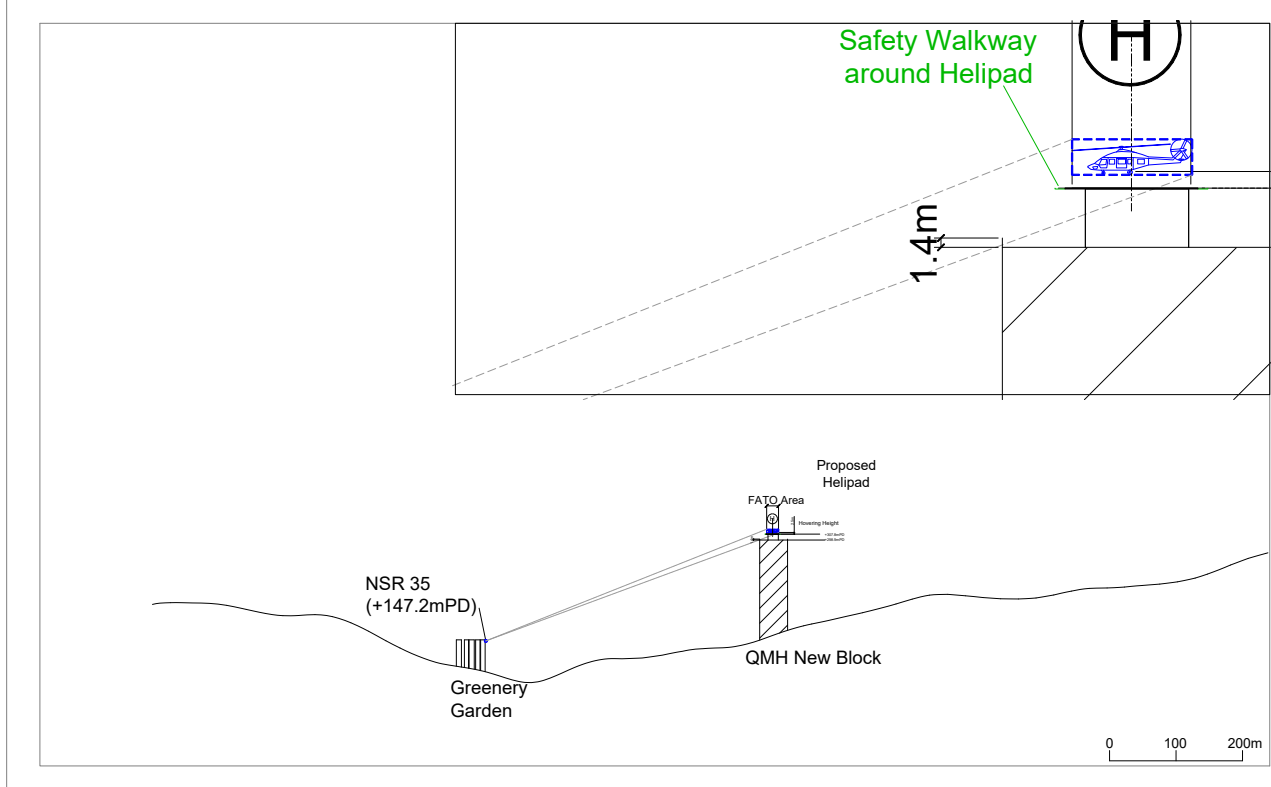 Safety Walkway
around Helipad
H
1.4m
Proposed
Helipad
FATO Area
H
Hovering Height
NSR 35
(+147.2mPD)
QMH New Block
Greenery
Garden
0 100 200m